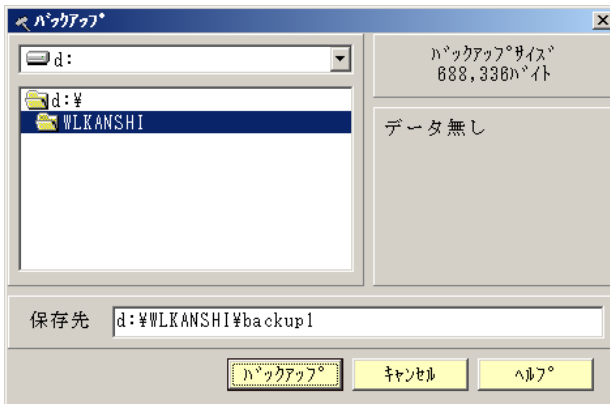 ﾊﾞｯｸｱｯﾌﾟ
d:
ﾊﾞｯｸｱｯﾌﾟｻｲｽﾞ
688,336ﾊﾞｲﾄ
d:¥
WLKANSHI
データ無し
保存先 d:¥WLKANSHI¥backup1
ﾊﾞｯｸｱｯﾌﾟ ｷｬﾝｾﾙ ﾍﾙﾌﾟ